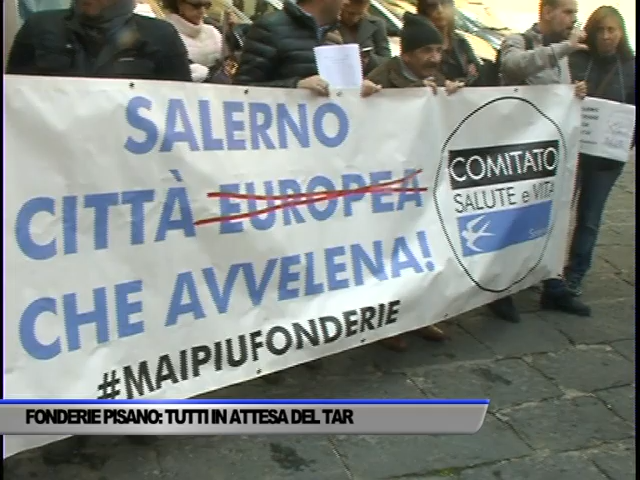 SALERNO
CITTÀ EUROPEA
CHE AVVELENA!
#MAIPIUFONDERIE
COMITATO
SALUTE e VITA
FONDERIE PISANO: TUTTI IN ATTESA DEL TAR